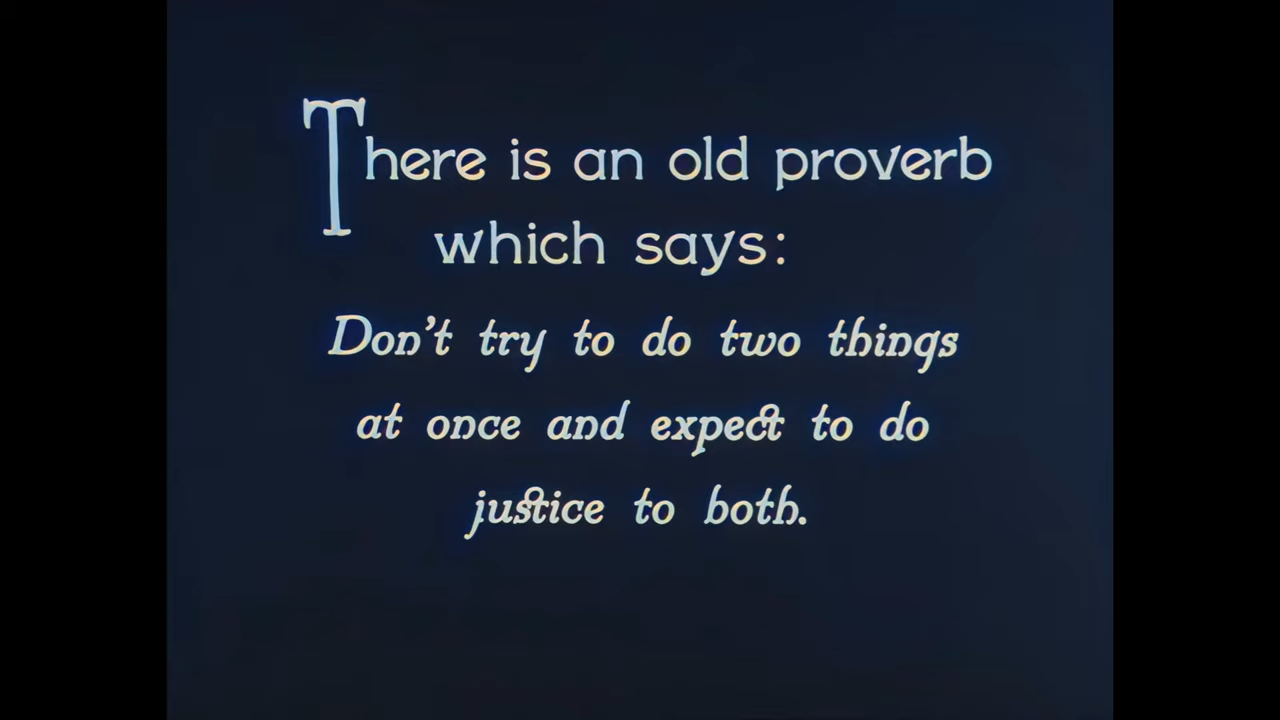 There is an old proverb
which says:
Don't try to do two things
at once and expect to do
justice to both.